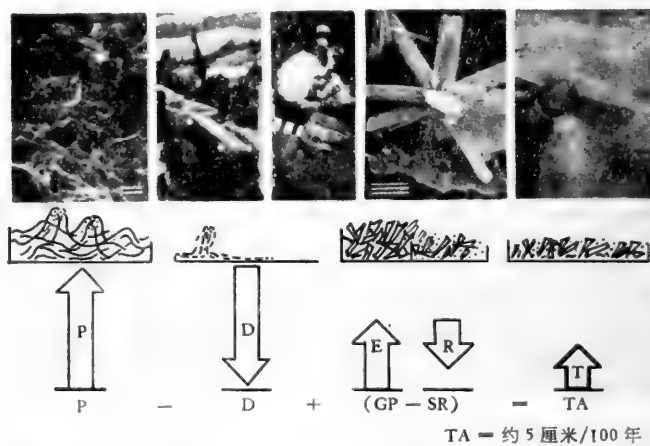 P D E R T
P - D + (GP - SR) = TA
TA = 约 5 厘米/100 年